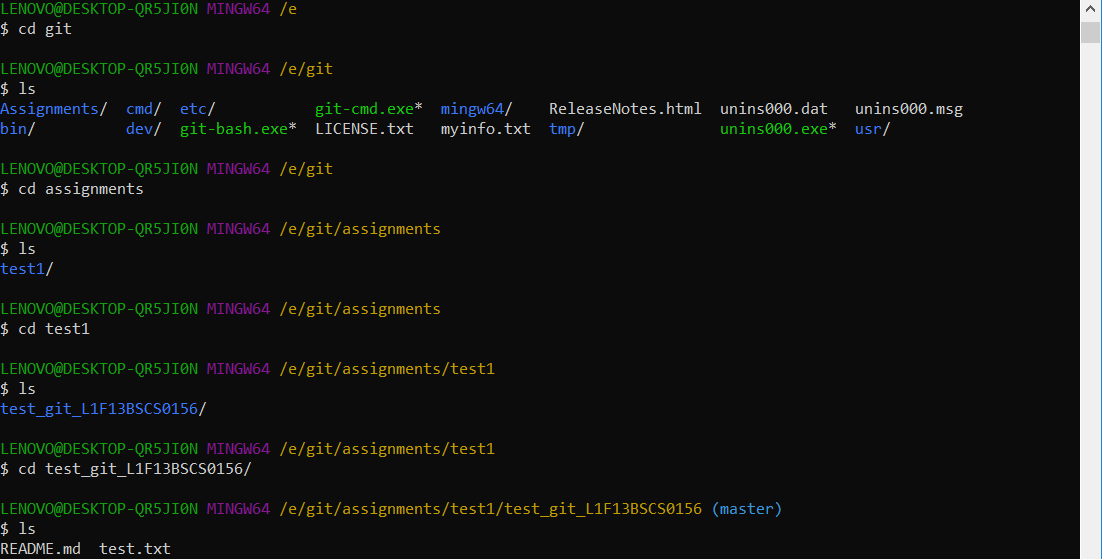 LENOVO@DESKTOP-QR5JI0N MINGW64 /e
$ cd git
LENOVO@DESKTOP-QR5JI0N MINGW64 /e/git
$ ls
Assignments/  cmd/  etc/           git-cmd.exe*  mingw64/    ReleaseNotes.html  unins000.dat   unins000.msg
bin/          dev/  git-bash.exe*  LICENSE.txt   myinfo.txt  tmp/               unins000.exe*  usr/
LENOVO@DESKTOP-QR5JI0N MINGW64 /e/git
$ cd assignments
LENOVO@DESKTOP-QR5JI0N MINGW64 /e/git/assignments
$ ls
test1/
LENOVO@DESKTOP-QR5JI0N MINGW64 /e/git/assignments
$ cd test1
LENOVO@DESKTOP-QR5JI0N MINGW64 /e/git/assignments/test1
$ ls
test_git_L1F13BSCS0156/
LENOVO@DESKTOP-QR5JI0N MINGW64 /e/git/assignments/test1
$ cd test_git_L1F13BSCS0156/
LENOVO@DESKTOP-QR5JI0N MINGW64 /e/git/assignments/test1/test_git_L1F13BSCS0156 (master)
$ ls
README.md  test.txt